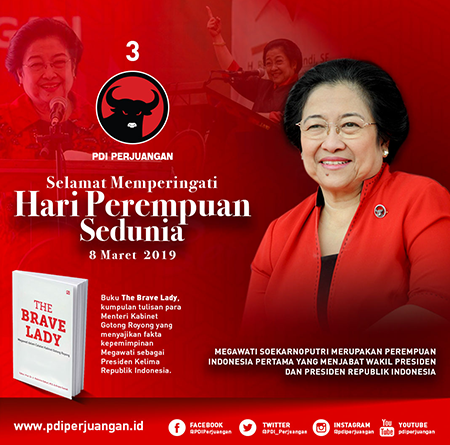 3
PDI PERJUANGAN
Selamat Memperingati
Hari Perempuan
Sedunia
8 Maret 2019
THE
BRAVE
LADY
Buku The Brave Lady,
kumpulan tulisan para
Menteri Kabinet
Gotong Royong yang
menyajikan fakta
kepemimpinan
Megawati sebagai
Presiden Kelima
Republik Indonesia.
MEGAWATI SOEKARNOPUTRI MERUPAKAN PEREMPUAN
INDONESIA PERTAMA YANG MENJABAT WAKIL PRESIDEN
DAN PRESIDEN REPUBLIK INDONESIA
www.pdiperjuangan.id
FACEBOOK
@PDIPerjuangan
TWITTER
@PDI_Perjuangan
INSTAGRAM
@pdiperjuangan
YOUTUBE
pdiperjuangan